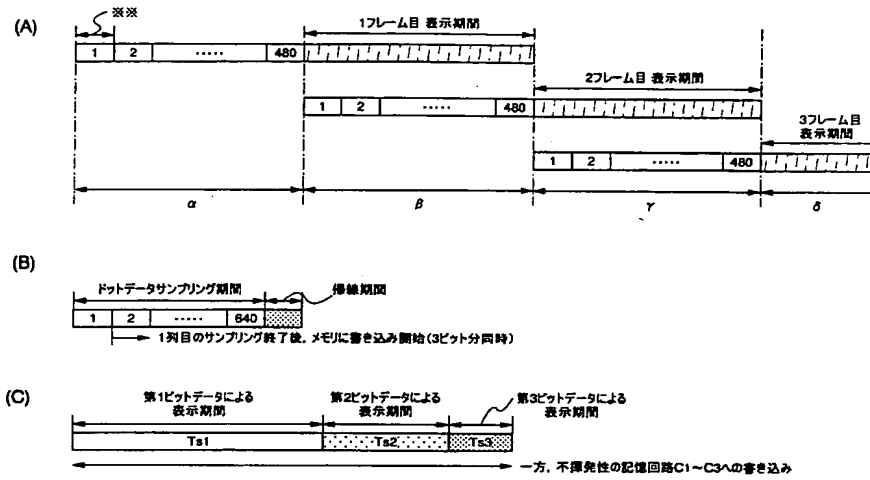 (A)
※※
1フレーム目 表示期間
1 2 ····· 480
2フレーム目 表示期間
1 2 ····· 480
3フレーム目
表示期間
1 2 ····· 480
α β γ δ
(B)
ドットデータサンプリング期間 帰線期間
1 2 ····· 640
1列目のサンプリング終了後, メモリに書き込み開始(3ビット分同時)
(C)
第1ビットデータによる
表示期間
第2ビットデータによる
表示期間
第3ビットデータによる
表示期間
Ts1 Ts2 Ts3
一方, 不揮発性の記憶回路C1～C3への書き込み